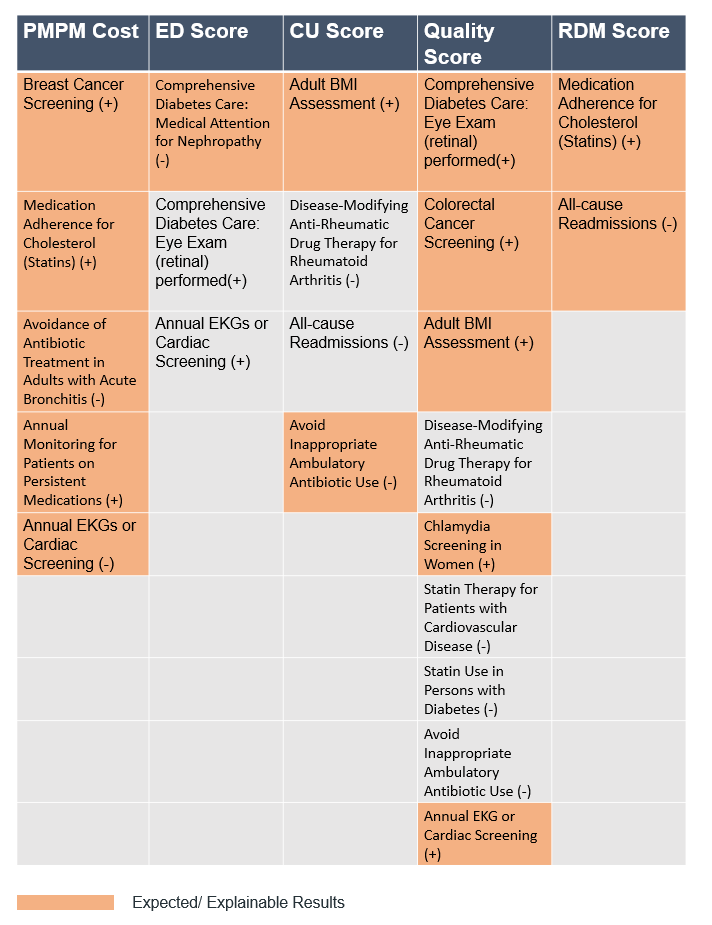 PMPM Cost
ED Score
CU Score
Quality
Score
RDM Score
Breast Cancer
Screening (+)
Comprehensive
Diabetes Care:
Medical Attention
for Nephropathy
(-)
Adult BMI
Assessment (+)
Comprehensive
Diabetes Care:
Eye Exam
(retinal)
performed(+)
Medication
Adherence for
Cholesterol
(Statins) (+)
Medication
Adherence for
Cholesterol
(Statins) (+)
Comprehensive
Diabetes Care:
Eye Exam
(retinal)
performed(+)
Disease-Modifying
Anti-Rheumatic
Drug Therapy for
Rheumatoid
Arthritis (-)
Colorectal
Cancer
Screening (+)
All-cause
Readmissions (-)
Avoidance of
Antibiotic
Treatment in
Adults with Acute
Bronchitis (-)
Annual EKGs or
Cardiac
Screening (+)
All-cause
Readmissions (-)
Adult BMI
Assessment (+)
Annual
Monitoring for
Patients on
Persistent
Medications (+)
Avoid
Inappropriate
Ambulatory
Antibiotic Use (-)
Disease-Modifying
Anti-Rheumatic
Drug Therapy for
Rheumatoid
Arthritis (-)
Annual EKGs or
Cardiac
Screening (-)
Chlamydia
Screening in
Women (+)
Statin Therapy for
Patients with
Cardiovascular
Disease (-)
Statin Use in
Persons with
Diabetes (-)
Avoid
Inappropriate
Ambulatory
Antibiotic Use (-)
Annual EKG or
Cardiac Screening
(+)
Expected/ Explainable Results